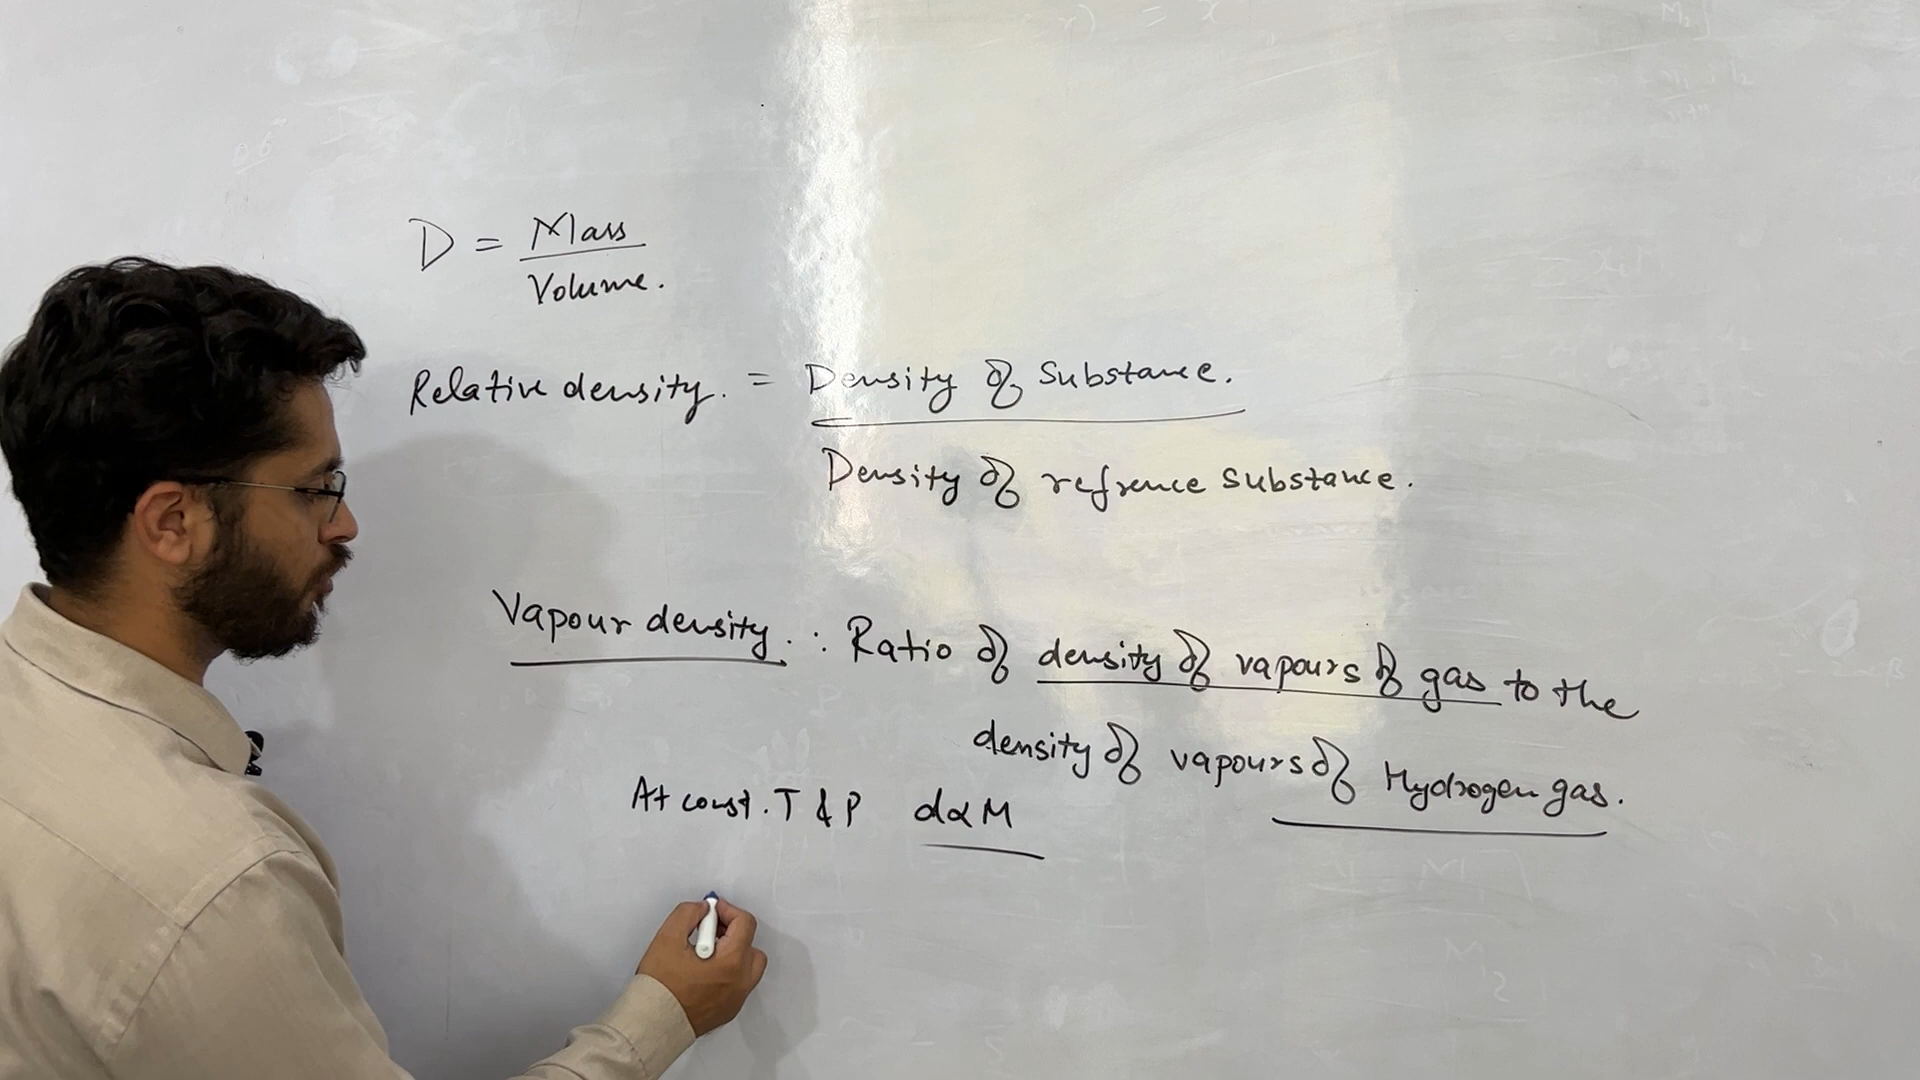 D = Mass
Volume.
Relative density. = Density of Substance.
Density of refrence substance.
Vapour density. : Ratio of density of vapours of gas to the
density of vapours of Hydrogen gas.
At const. T & P d α M